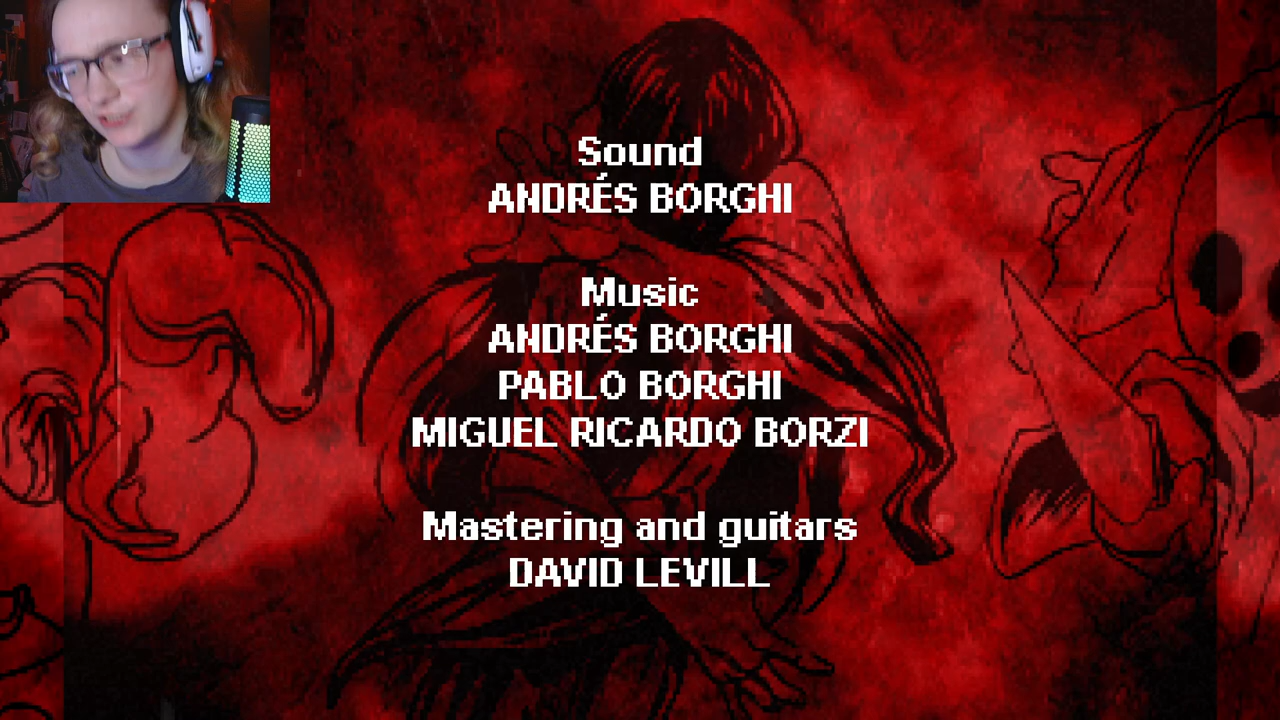 Sound
ANDRÉS BORGHI
Music
ANDRÉS BORGHI
PABLO BORGHI
MIGUEL RICARDO BORZI
Mastering and guitars
DAVID LEVILL